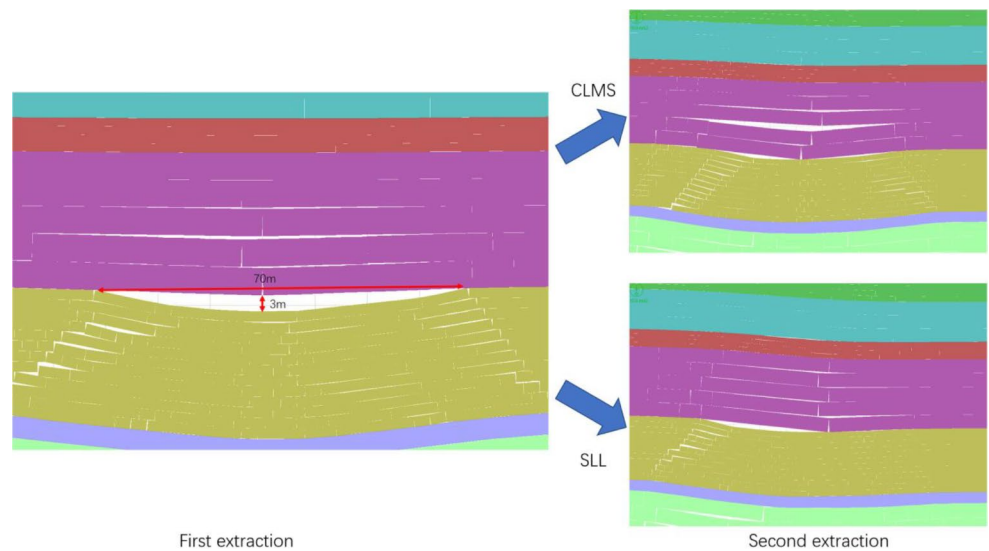 CLMS
70m
3m
SLL
First extraction
Second extraction